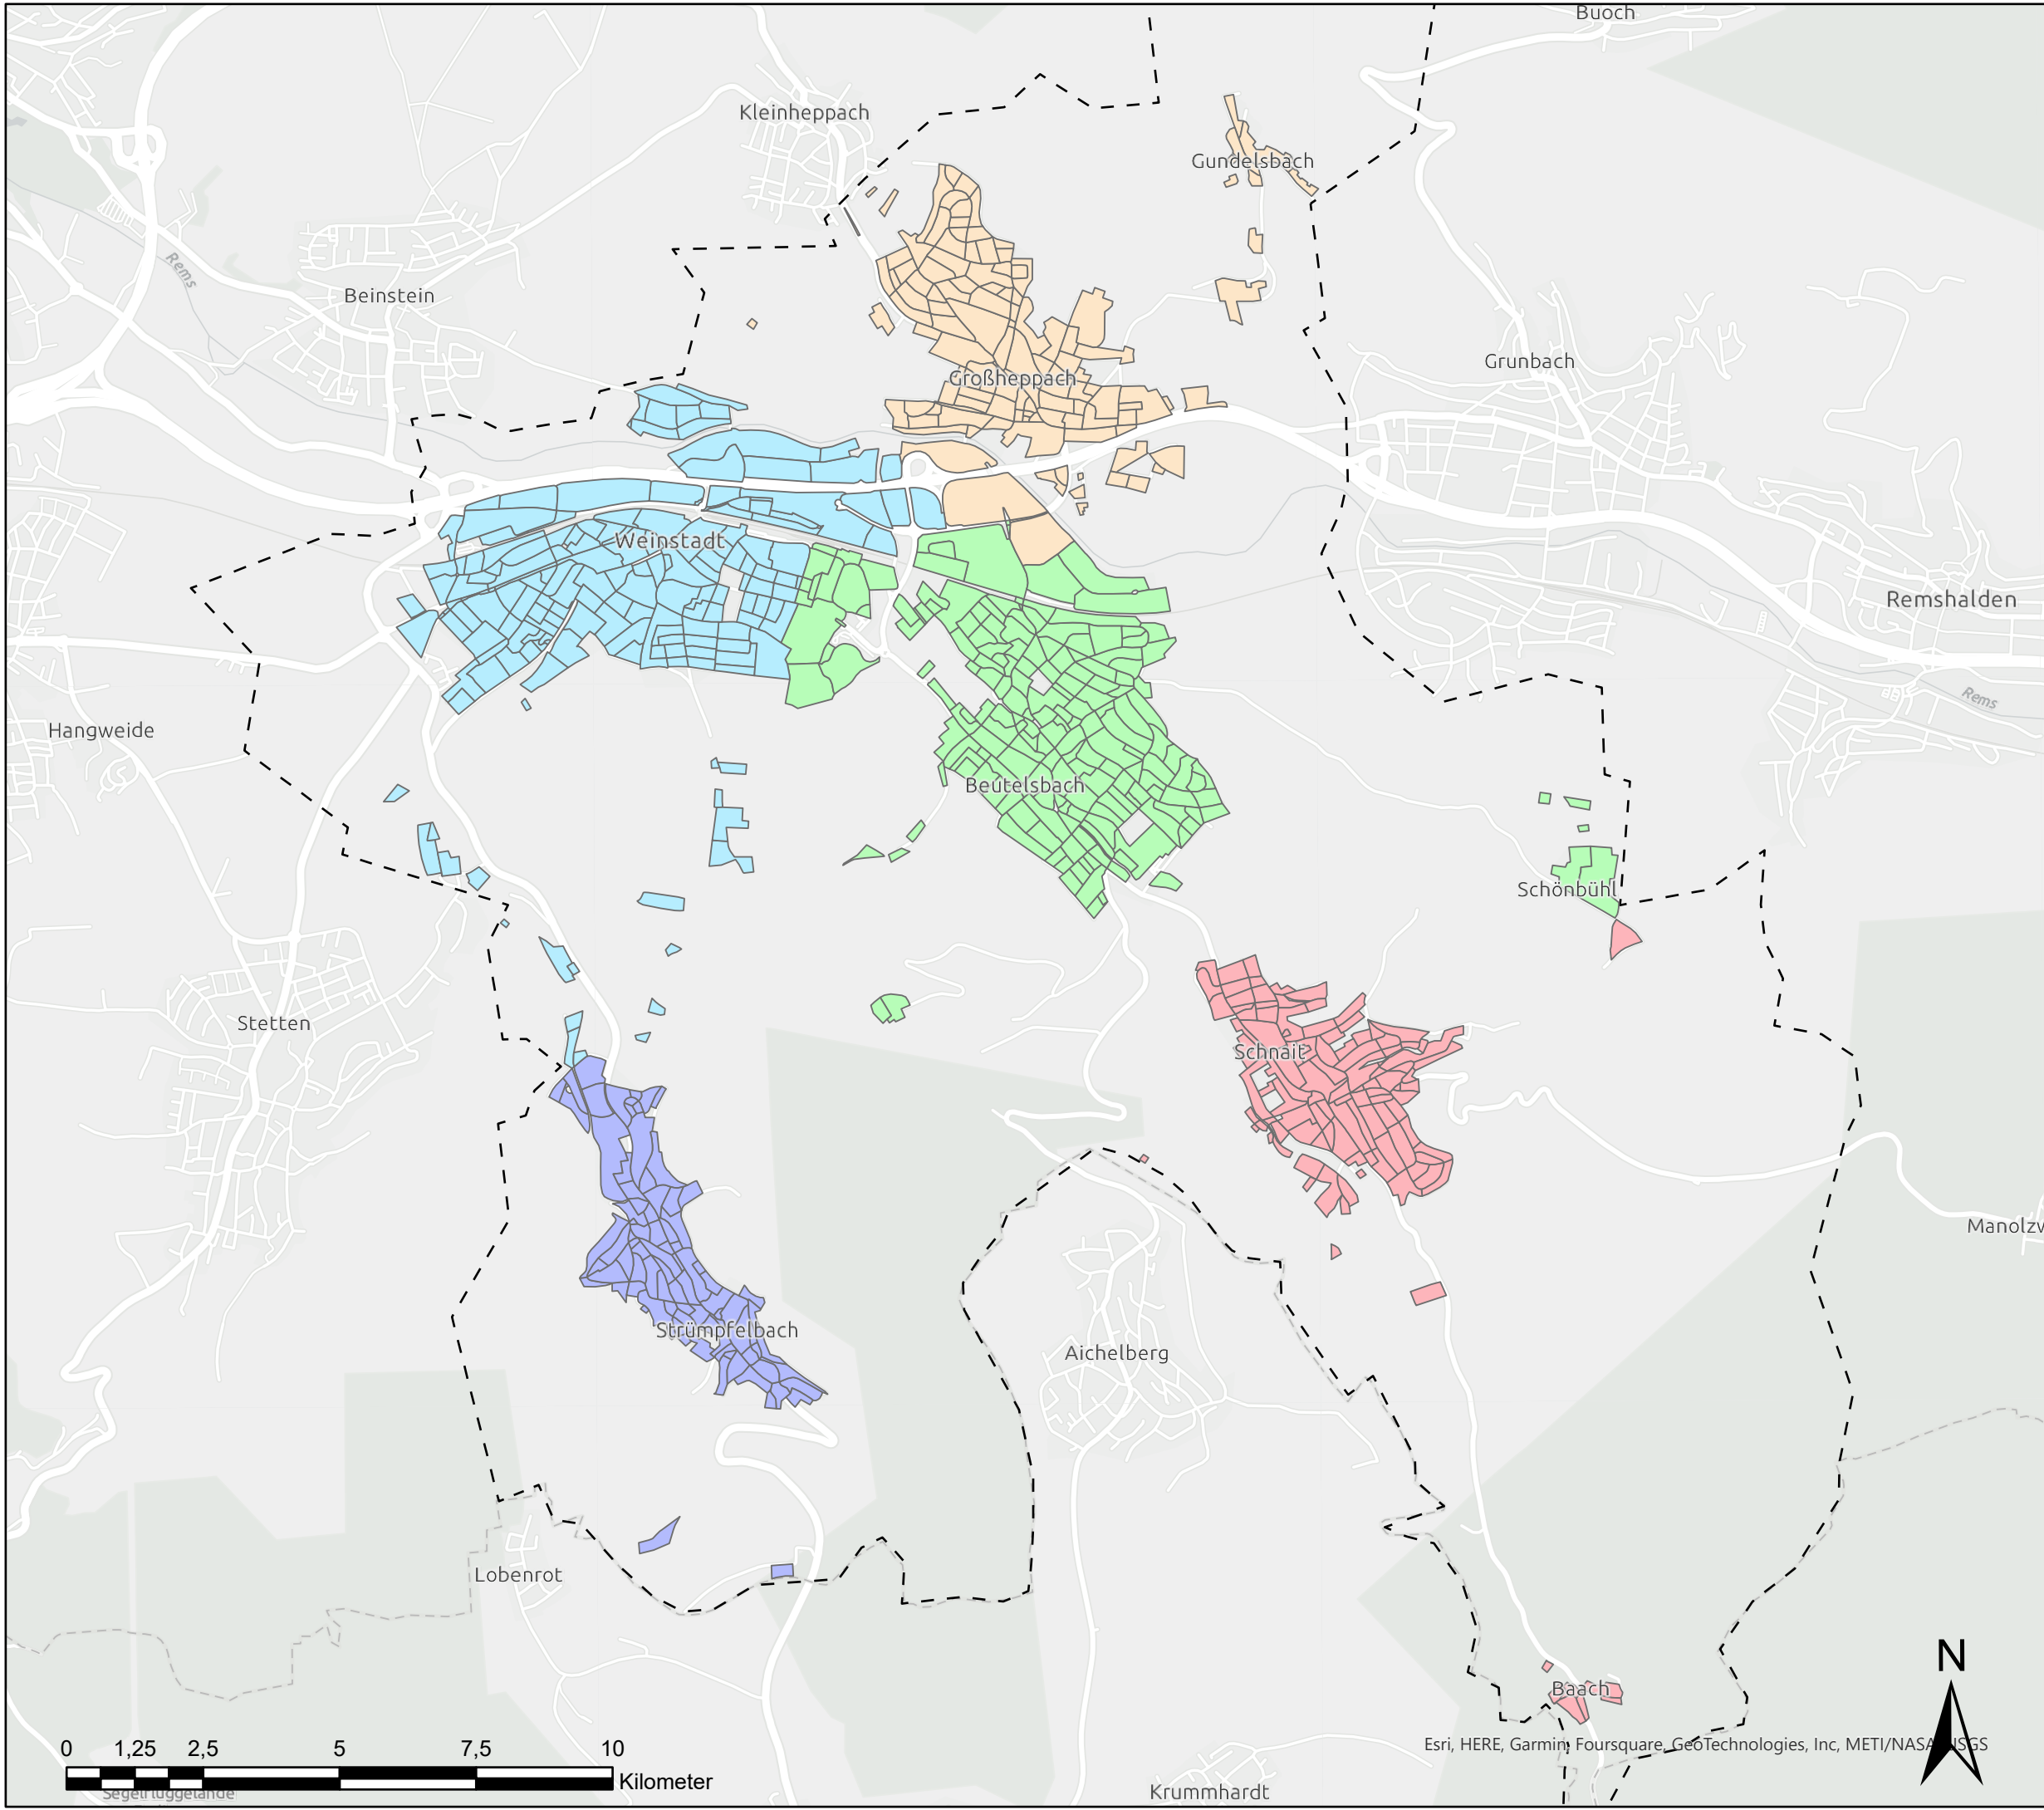 Buoch
Kleinheppach
Gundelsbach
Rems
Beinstein
Grunbach
Großheppach
Weinstadt
Remshalden
Rems
Hangweide
Beutelsbach
Schönbühl
Stetten
Schnait
Manolzw
Strümpfelbach
Aichelberg
Lobenrot
N
Baach
Esri, HERE, Garmin, Foursquare, GeoTechnologies, Inc, METI/NASA, USGS
0 1,25 2,5 5 7,5 10
Kilometer
Segelfluggelände
Krummhardt